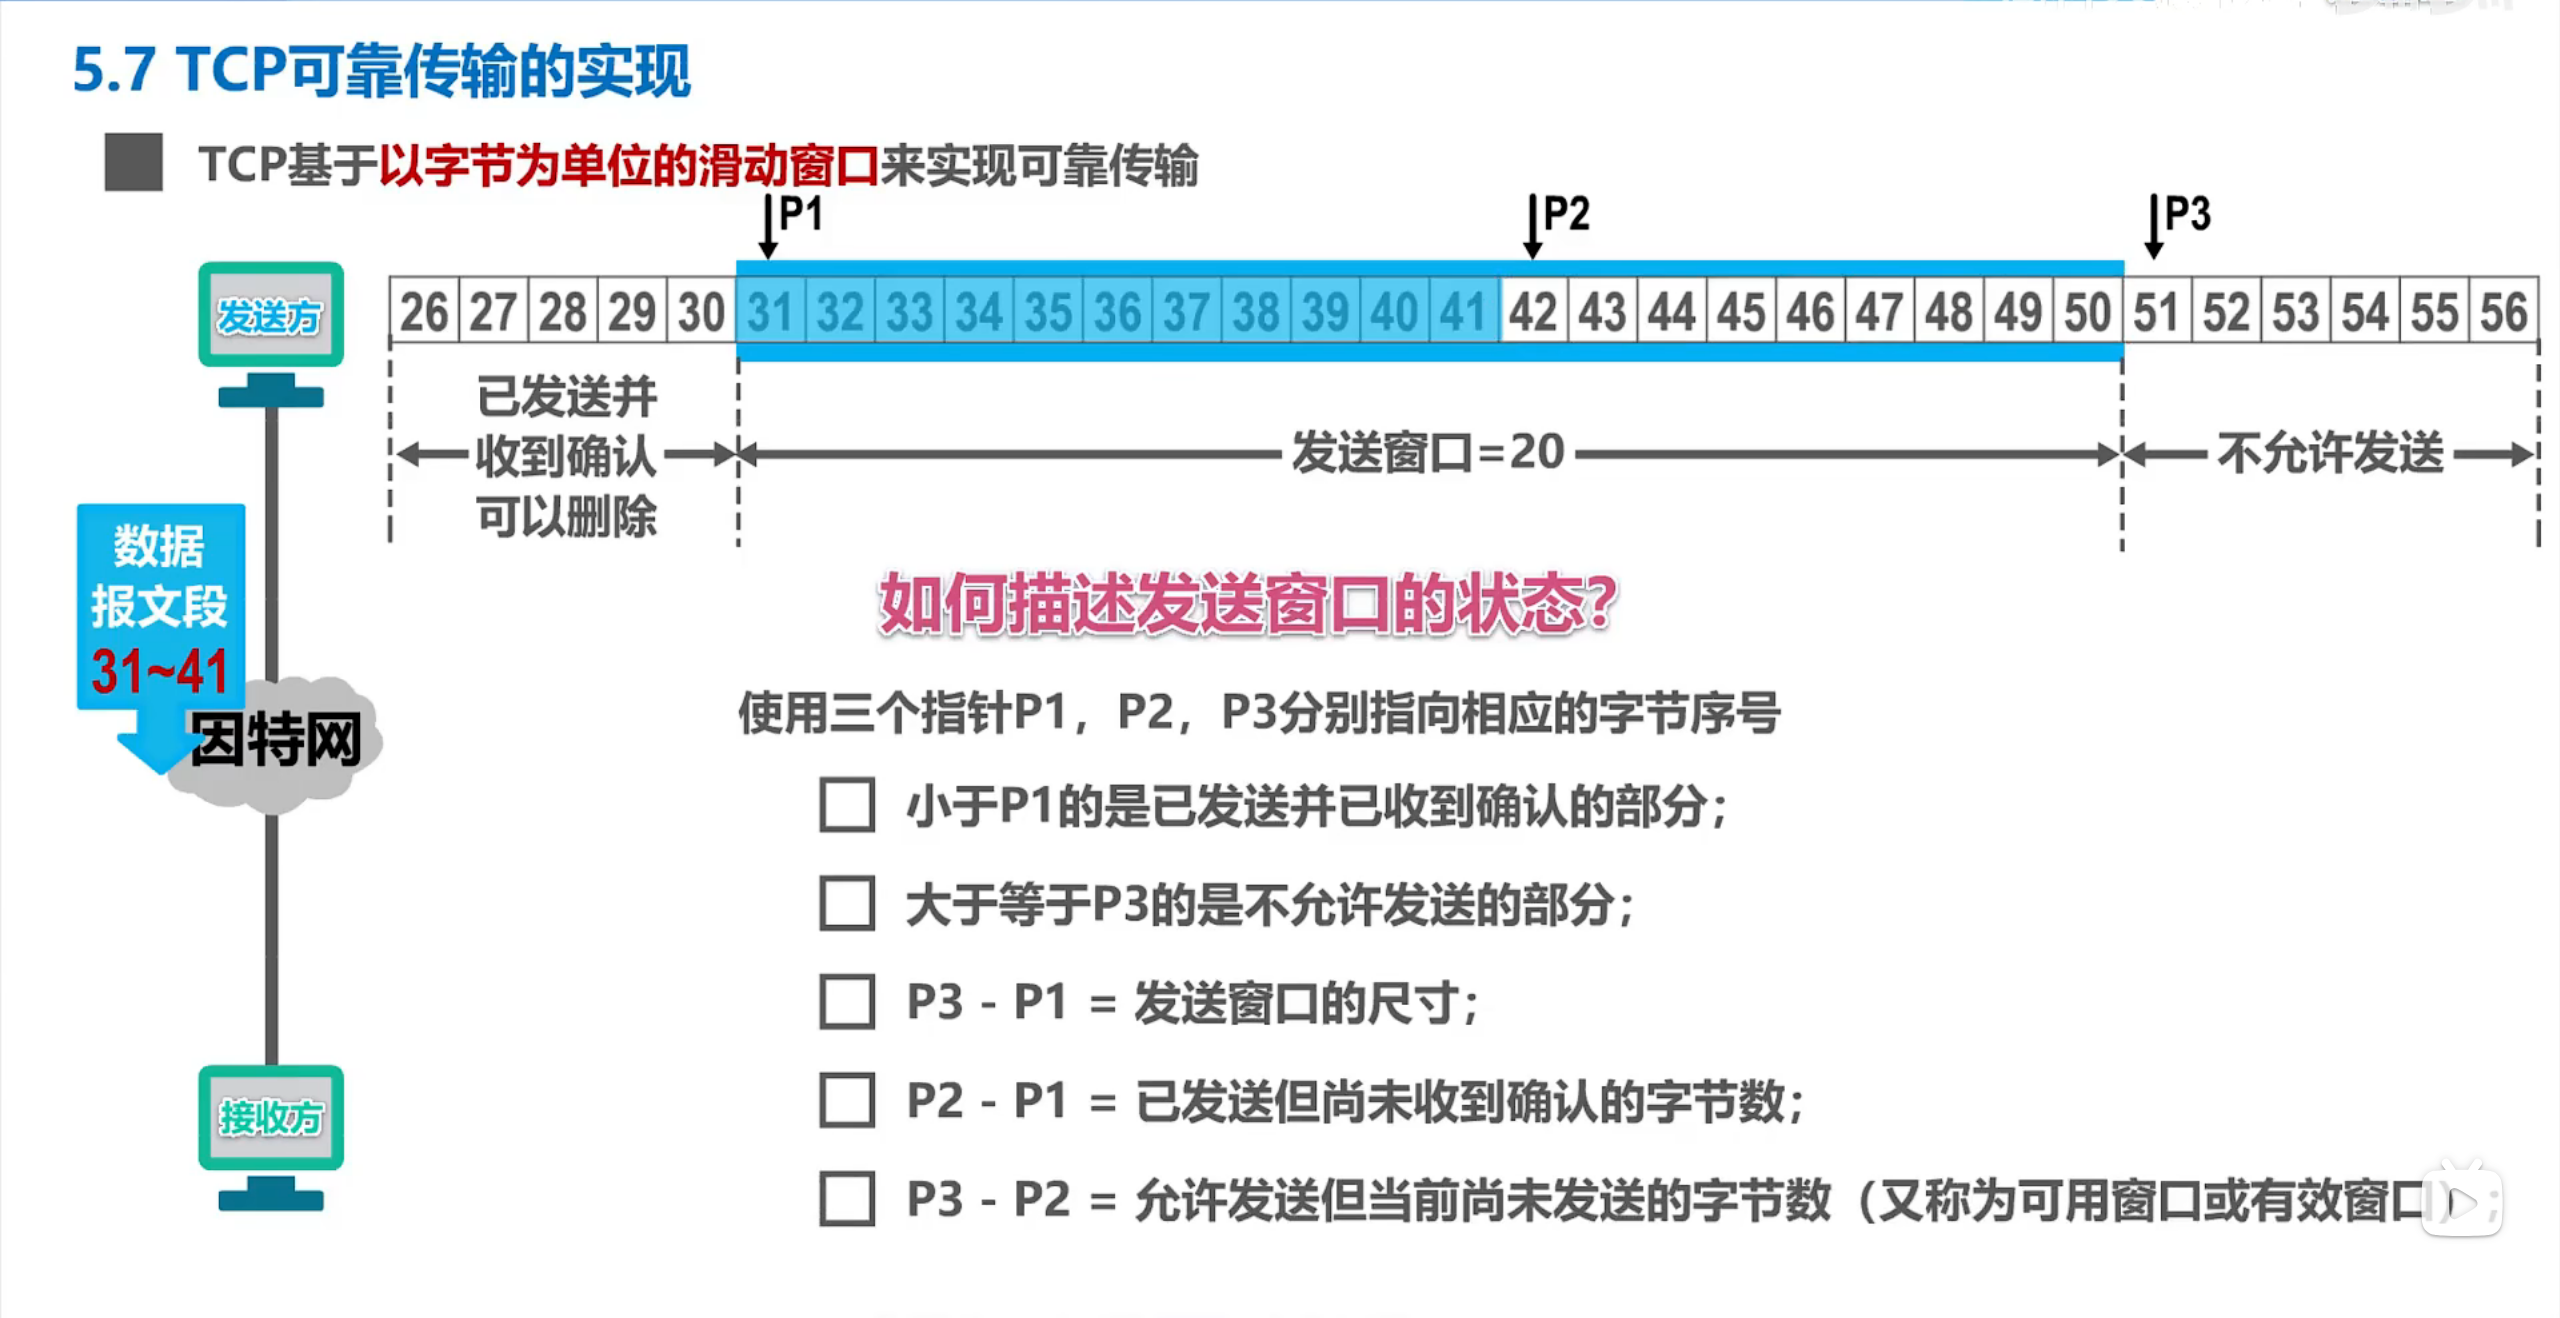 5.7 TCP可靠传输的实现
TCP基于以字节为单位的滑动窗口来实现可靠传输
P1
P2
P3
发送方
26 27 28 29 30 31 32 33 34 35 36 37 38 39 40 41 42 43 44 45 46 47 48 49 50 51 52 53 54 55 56
已发送并
收到确认
可以删除
发送窗口=20
不允许发送
数据
报文段
31~41
因特网
如何描述发送窗口的状态？
使用三个指针P1，P2，P3分别指向相应的字节序号
小于P1的是已发送并已收到确认的部分；
大于等于P3的是不允许发送的部分；
P3 - P1 = 发送窗口的尺寸；
P2 - P1 = 已发送但尚未收到确认的字节数；
P3 - P2 = 允许发送但当前尚未发送的字节数（又称为可用窗口或有效窗口）；
接收方